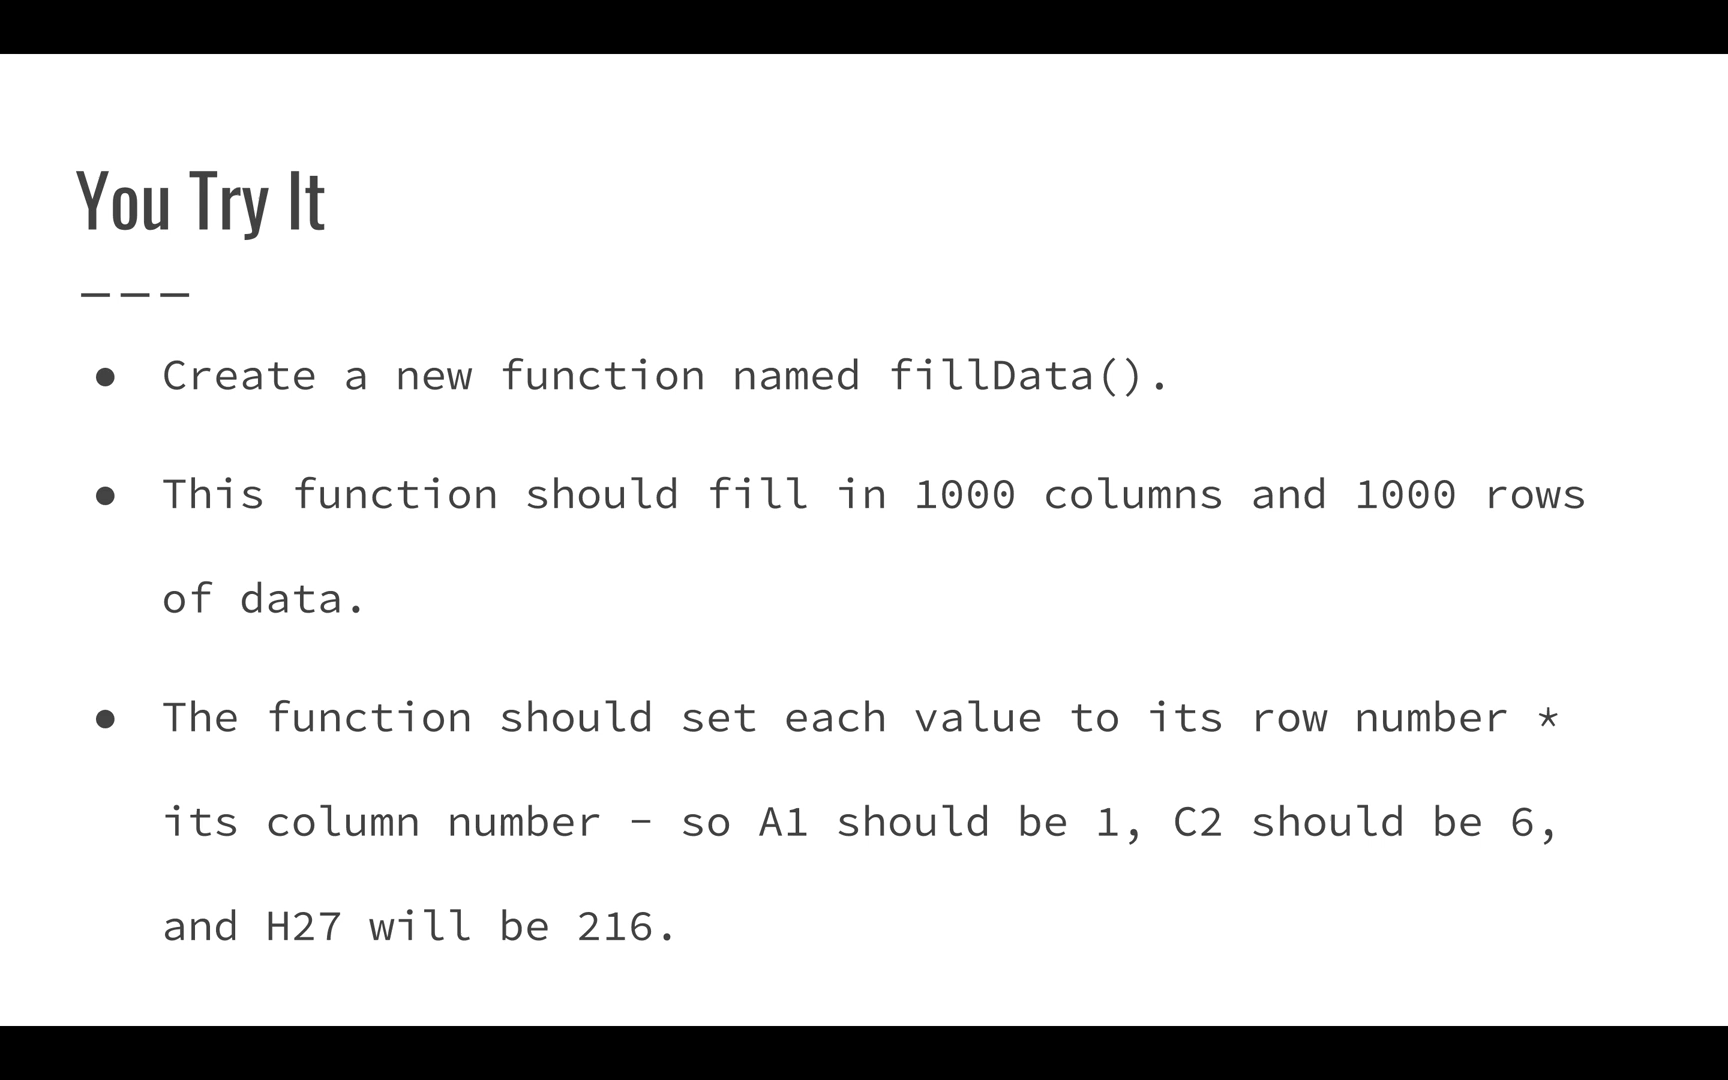 You Try It
———
● Create a new function named fillData().
● This function should fill in 1000 columns and 1000 rows
of data.
● The function should set each value to its row number *
its column number – so A1 should be 1, C2 should be 6,
and H27 will be 216.